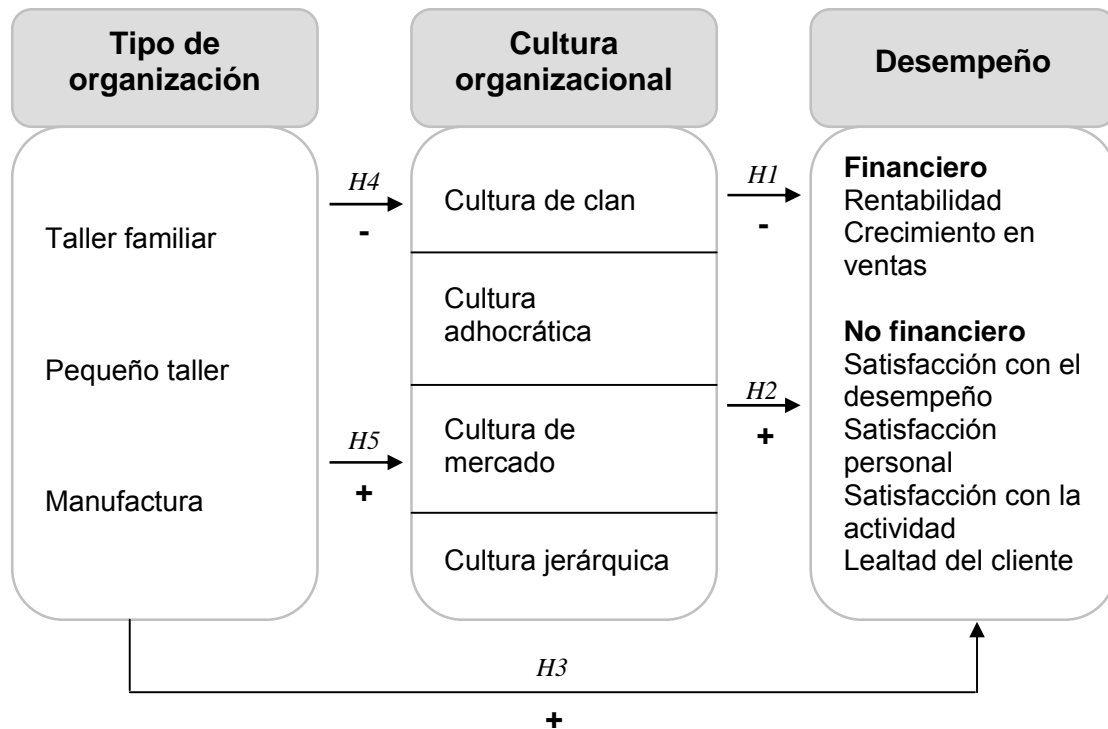 Tipo de
organización
Cultura
organizacional
Desempeño
Taller familiar
Pequeño taller
Manufactura
H4
-
H5
+
Cultura de clan
Cultura
adhocrática
Cultura de
mercado
Cultura jerárquica
H1
-
H2
+
Financiero
Rentabilidad
Crecimiento en
ventas
No financiero
Satisfacción con el
desempeño
Satisfacción
personal
Satisfacción con la
actividad
Lealtad del cliente
H3
+